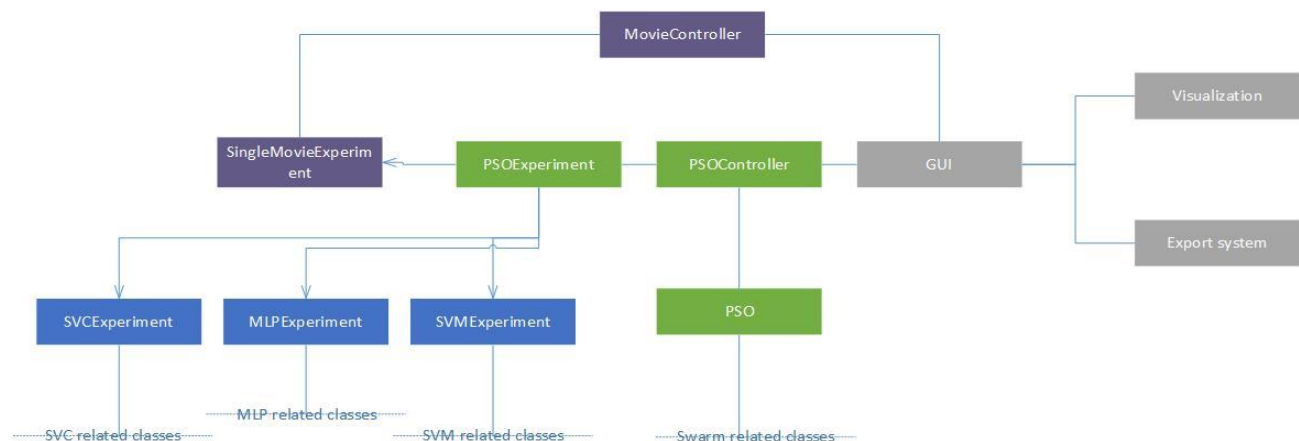 MovieController
Visualization
SingleMovieExperim
ent
PSOExperiment
PSOController
GUI
Export system
SVCExperiment
MLPExperiment
SVMExperiment
PSO
MLP related classes
SVC related classes
SVM related classes
Swarm related classes